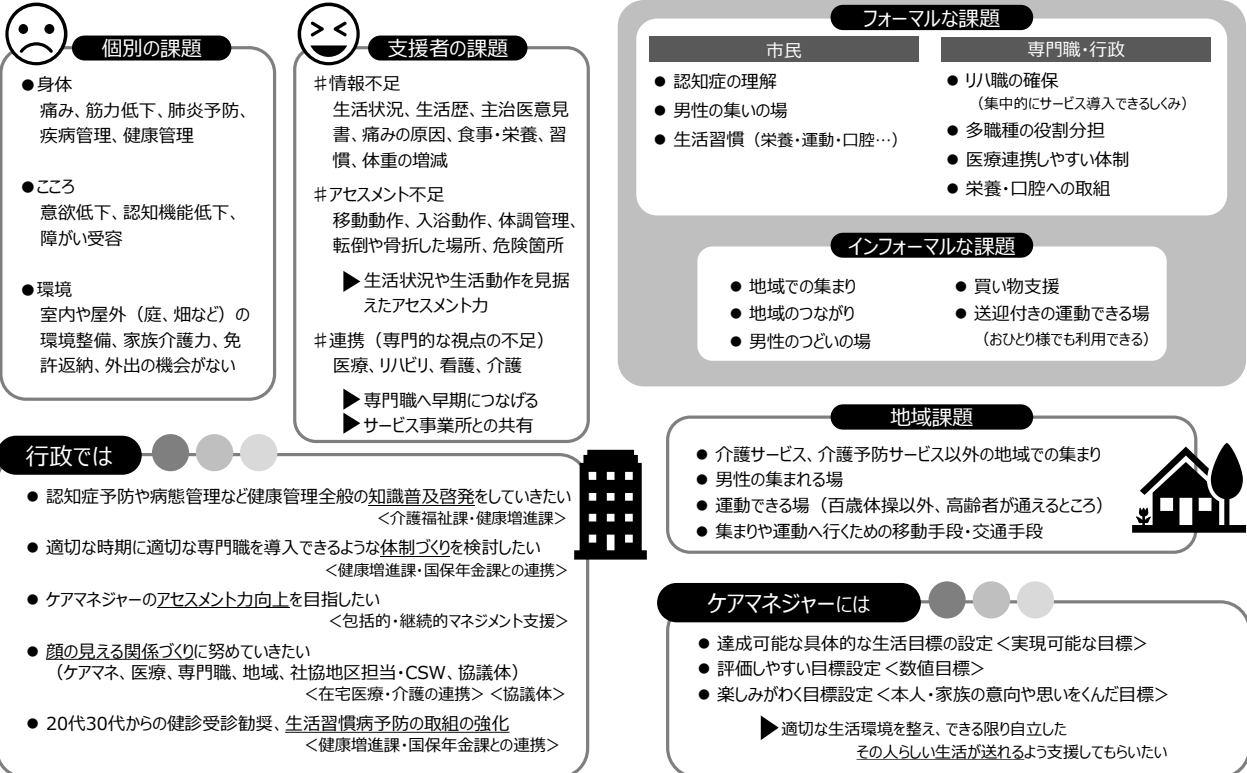 個別の課題
●身体
痛み、筋力低下、肺炎予防、
疾病管理、健康管理
●こころ
意欲低下、認知機能低下、
障がい受容
●環境
室内や屋外（庭、畑など）の
環境整備、家族介護力、免
許返納、外出の機会がない
支援者の課題
＃情報不足
生活状況、生活歴、主治医意見
書、痛みの原因、食事・栄養、習
慣、体重の増減
＃アセスメント不足
移動動作、入浴動作、体調管理、
転倒や骨折した場所、危険箇所
▶生活状況や生活動作を見据
えたアセスメント力
＃連携（専門的な視点の不足）
医療、リハビリ、看護、介護
▶専門職へ早期につなげる
▶サービス事業所との共有
フォーマルな課題
市民
● 認知症の理解
● 男性の集いの場
● 生活習慣（栄養・運動・口腔…）
専門職・行政
● リハ職の確保
（集中的にサービス導入できるしくみ）
● 多職種の役割分担
● 医療連携しやすい体制
● 栄養・口腔への取組
インフォーマルな課題
● 地域での集まり
● 地域のつながり
● 男性のつどいの場
● 買い物支援
● 送迎付きの運動できる場
（おひとり様でも利用できる）
地域課題
● 介護サービス、介護予防サービス以外の地域での集まり
● 男性の集まれる場
● 運動できる場（百歳体操以外、高齢者が通えるところ）
● 集まりや運動へ行くための移動手段・交通手段
行政では
● 認知症予防や病態管理など健康管理全般の知識普及啓発をしていきたい
＜介護福祉課・健康増進課＞
● 適切な時期に適切な専門職を導入できるような体制づくりを検討したい
＜健康増進課・国保年金課との連携＞
● ケアマネジャーのアセスメント力向上を目指したい
＜包括的・継続的マネジメント支援＞
● 顔の見える関係づくりに努めていきたい
（ケアマネ、医療、専門職、地域、社協地区担当・CSW、協議体）
＜在宅医療・介護の連携＞ ＜協議体＞
● 20代30代からの健診受診勧奨、生活習慣病予防の取組の強化
＜健康増進課・国保年金課との連携＞
ケアマネジャーには
● 達成可能な具体的な生活目標の設定＜実現可能な目標＞
● 評価しやすい目標設定＜数値目標＞
● 楽しみがわく目標設定＜本人・家族の意向や思いをくんだ目標＞
▶適切な生活環境を整え、できる限り自立した
その人らしい生活が送れるよう支援してもらいたい